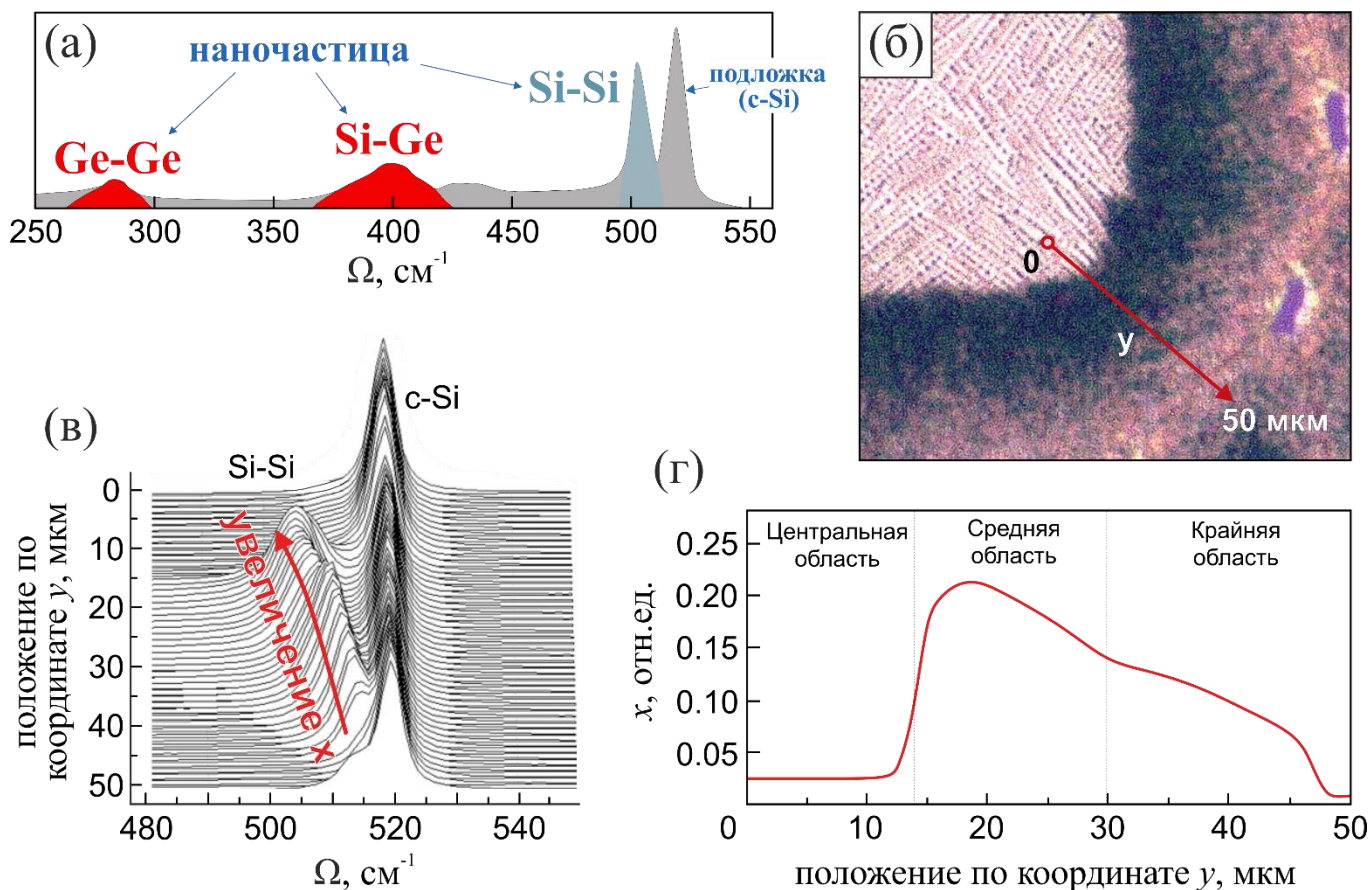 (а)
наночастица
Si-Si
подложка
(c-Si)
Si-Ge
Ge-Ge
250 300 350 400 450 500 550
Ω, см⁻¹
(б)
0
y
50 мкм
(в)
c-Si
Si-Si
увеличение x
0
10
20
30
40
50
положение по
координате y, мкм
480 500 520 540
Ω, см⁻¹
(г)
Центральная
область
Средняя
область
Крайняя
область
0.25
0.20
0.15
0.10
0.05
x, отн.ед.
0 10 20 30 40 50
положение по координате y, мкм